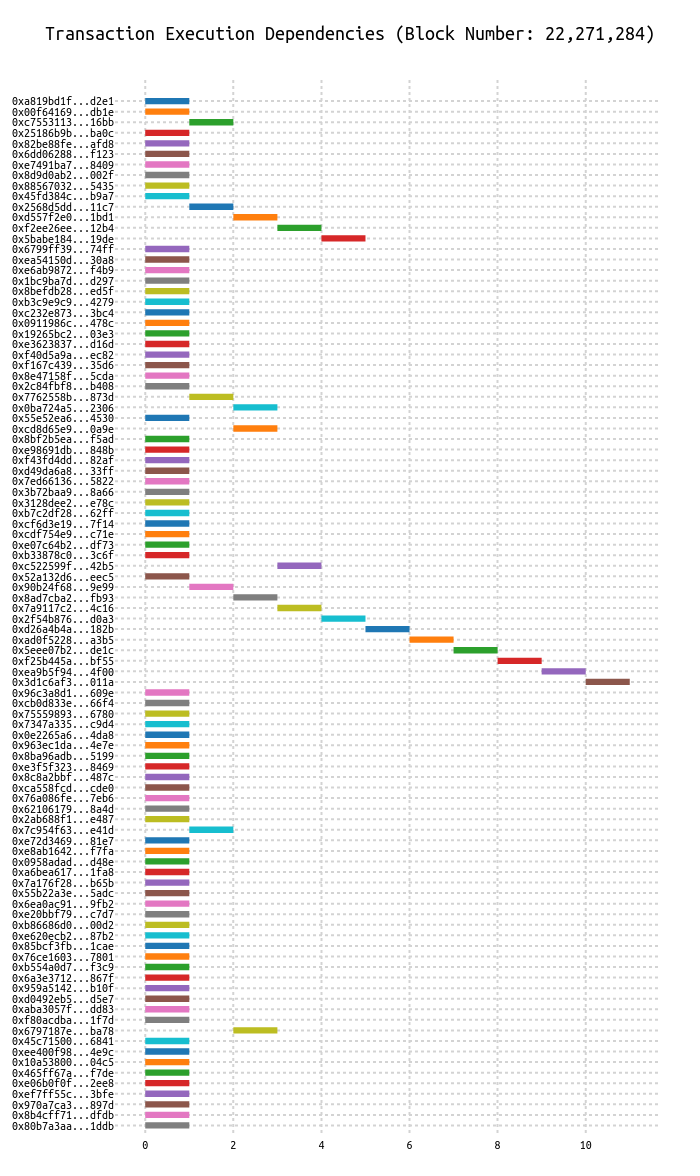 Transaction Execution Dependencies (Block Number: 22,271,284)
0xa819bd1f...d2e1
0x00f64169...db1e
0xc7553113...16bb
0x25186b9b...ba0c
0x82be88fe...afd8
0x6dd06288...f123
0xe7491ba7...8409
0x8d9d0ab2...002f
0x88567032...5435
0x45fd384c...b9a7
0x2568d5dd...11c7
0xd557f2e0...1bd1
0xf2ee26ee...12b4
0x5babe184...19de
0x6799ff39...74ff
0xea54150d...30a8
0xe6ab9872...f4b9
0x1bc9ba7d...d297
0x8befdb28...ed5f
0xb3c9e9c9...4279
0xc232e873...3bc4
0x0911986c...478c
0x19265bc2...03e3
0xe3623837...d16d
0xf40d5a9a...ec82
0xf167c439...35d6
0x8e47158f...5cda
0x2c84fbf8...b408
0x7762558b...873d
0x0ba724a5...2306
0x55e52ea6...4530
0xcd8d65e9...0a9e
0x8bf2b5ea...f5ad
0xe98691db...848b
0xf43fd4dd...82af
0xd49da6a8...33ff
0x7ed66136...5822
0x3b72baa9...8a66
0x3128dee2...e78c
0xb7c2df28...62ff
0xcf6d3e19...7f14
0xcdf754e9...c71e
0xe07c64b2...df73
0xb33878c0...3c6f
0xc522599f...42b5
0x52a132d6...eec5
0x90b24f68...9e99
0x8ad7cba2...fb93
0x7a9117c2...4c16
0x2f54b876...d0a3
0xd26a4b4a...182b
0xad0f5228...a3b5
0x5eee07b2...de1c
0xf25b445a...bf55
0xea9b5f94...4f00
0x3d1c6af3...011a
0x96c3a8d1...609e
0xcb0d833e...66f4
0x75559893...6780
0x7347a335...c9d4
0x0e2265a6...4da8
0x963ec1da...4e7e
0x8ba96adb...5199
0xe3f5f323...8469
0x8c8a2bbf...487c
0xca558fcd...cde0
0x76a086fe...7eb6
0x62106179...8a4d
0x2ab688f1...e487
0x7c954f63...e41d
0xe72d3469...81e7
0xe8ab1642...f7fa
0x0958adad...d48e
0xa6bea617...1fa8
0x7a176f28...b65b
0x55b22a3e...5adc
0x6ea0ac91...9fb2
0xe20bbf79...c7d7
0xb86686d0...00d2
0xe620ecb2...87b2
0x85bcf3fb...1cae
0x76ce1603...7801
0xb554a0d7...f3c9
0x6a3e3712...867f
0x959a5142...b10f
0xd0492eb5...d5e7
0xaba3057f...dd83
0xf80acdba...1f7d
0x6797187e...ba78
0x45c71500...6841
0xee400f98...4e9c
0x10a53800...04c5
0x465ff67a...f7de
0xe06b0f0f...2ee8
0xef7ff55c...3bfe
0x970a7ca3...897d
0x8b4cff71...dfdb
0x80b7a3aa...1ddb
0 2 4 6 8 10